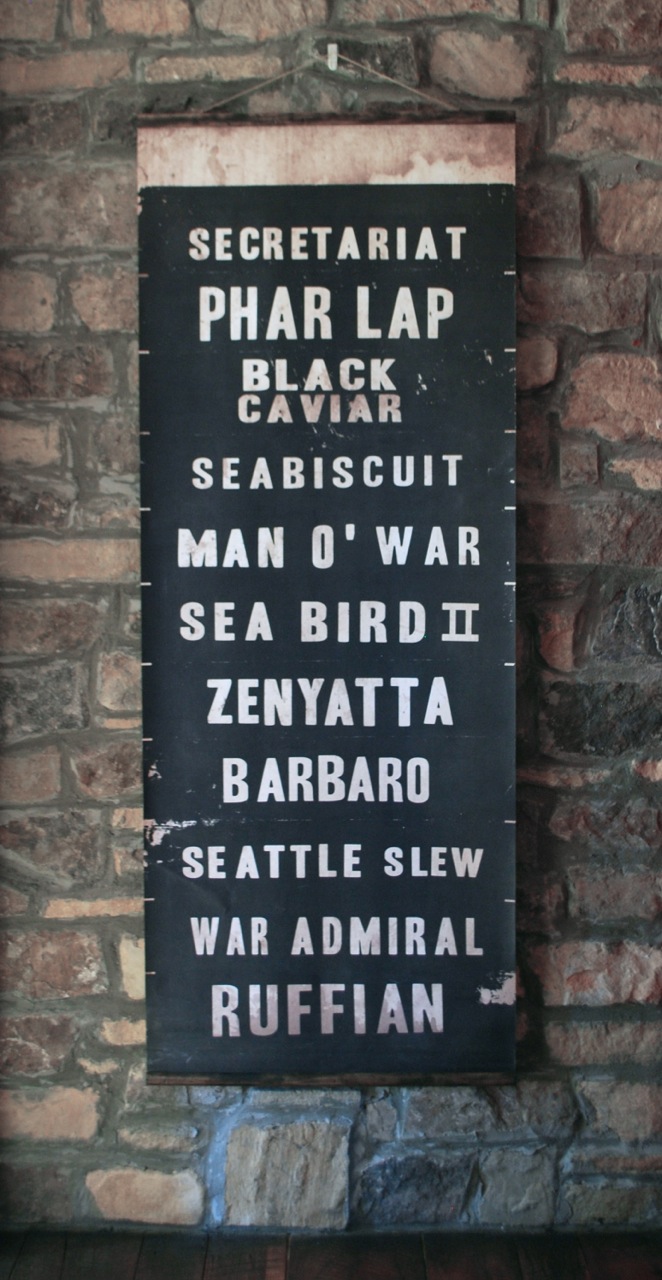 SECRETARIAT
PHAR LAP
BLACK
CAVIAR
SEABISCUIT
MAN O' WAR
SEA BIRD II
ZENYATTA
BARBARO
SEATTLE SLEW
WAR ADMIRAL
RUFFIAN